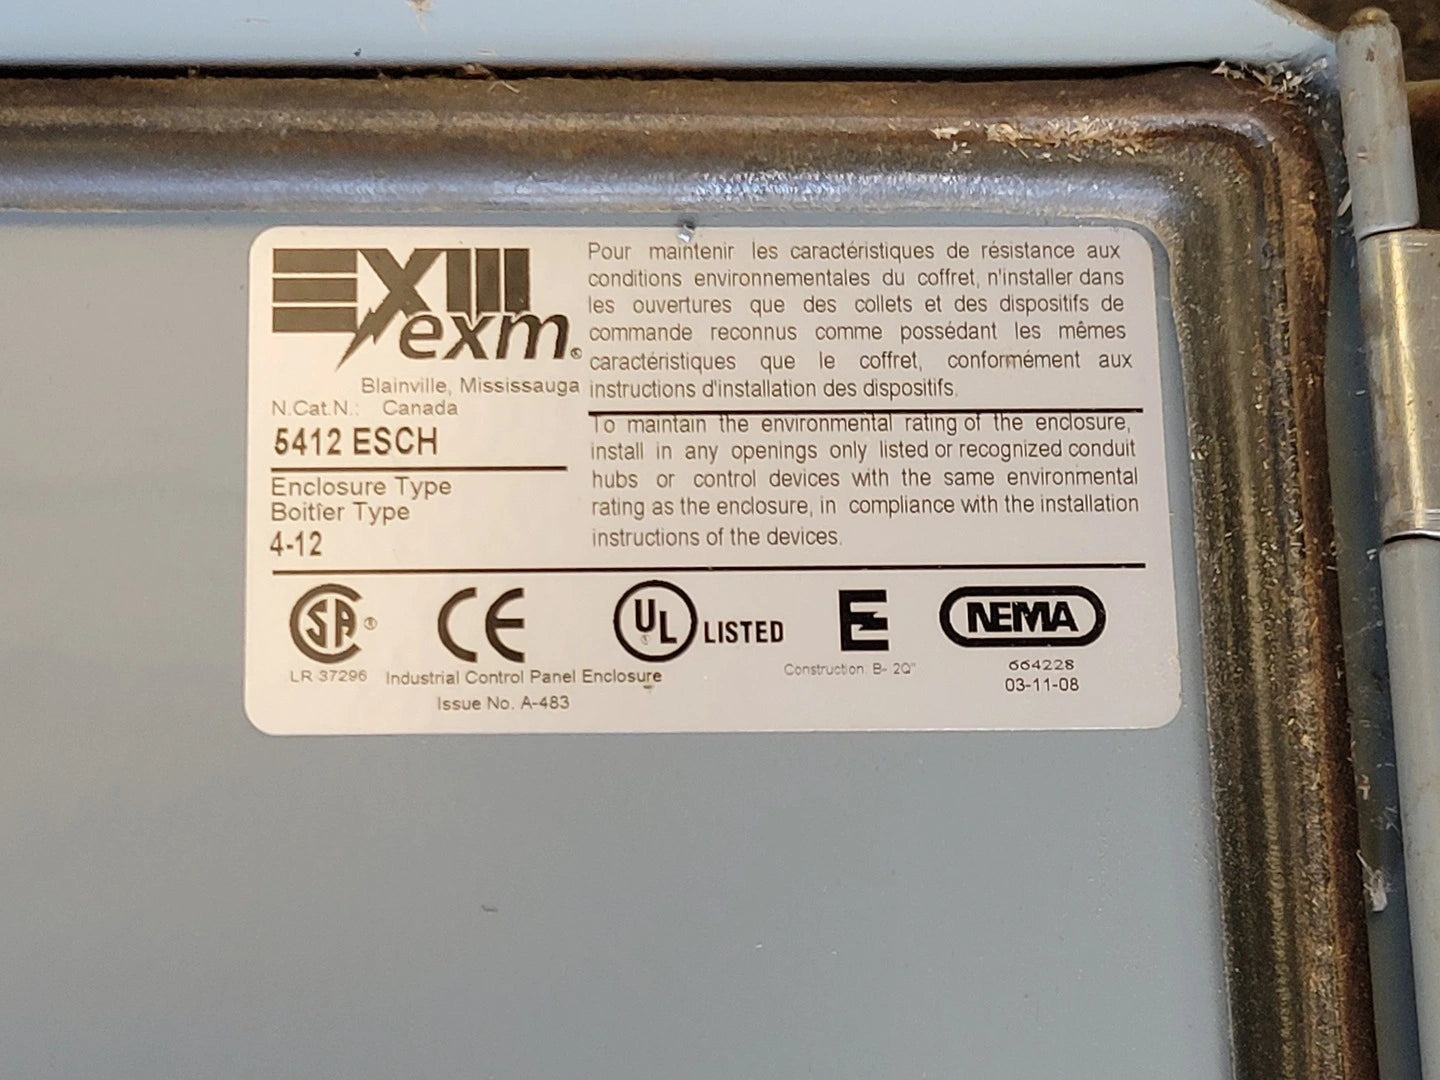 EXM
exm®
Blainville, Mississauga
Canada
N.Cat.N.:
5412 ESCH
Enclosure Type
Boitîer Type
4-12
Pour maintenir les caractéristiques de résistance aux
conditions environnementales du coffret, n'installer dans
les ouvertures que des collets et des dispositifs de
commande reconnus comme possédant les mêmes
caractéristiques que le coffret, conformément aux
instructions d'installation des dispositifs.
To maintain the environmental rating of the enclosure,
install in any openings only listed or recognized conduit
hubs or control devices with the same environmental
rating as the enclosure, in compliance with the installation
instructions of the devices.
SA®
LR 37296
CE
Industrial Control Panel Enclosure
Issue No. A-483
UL® LISTED
E
Construction. B- 2Q"
NEMA
664228
03-11-08